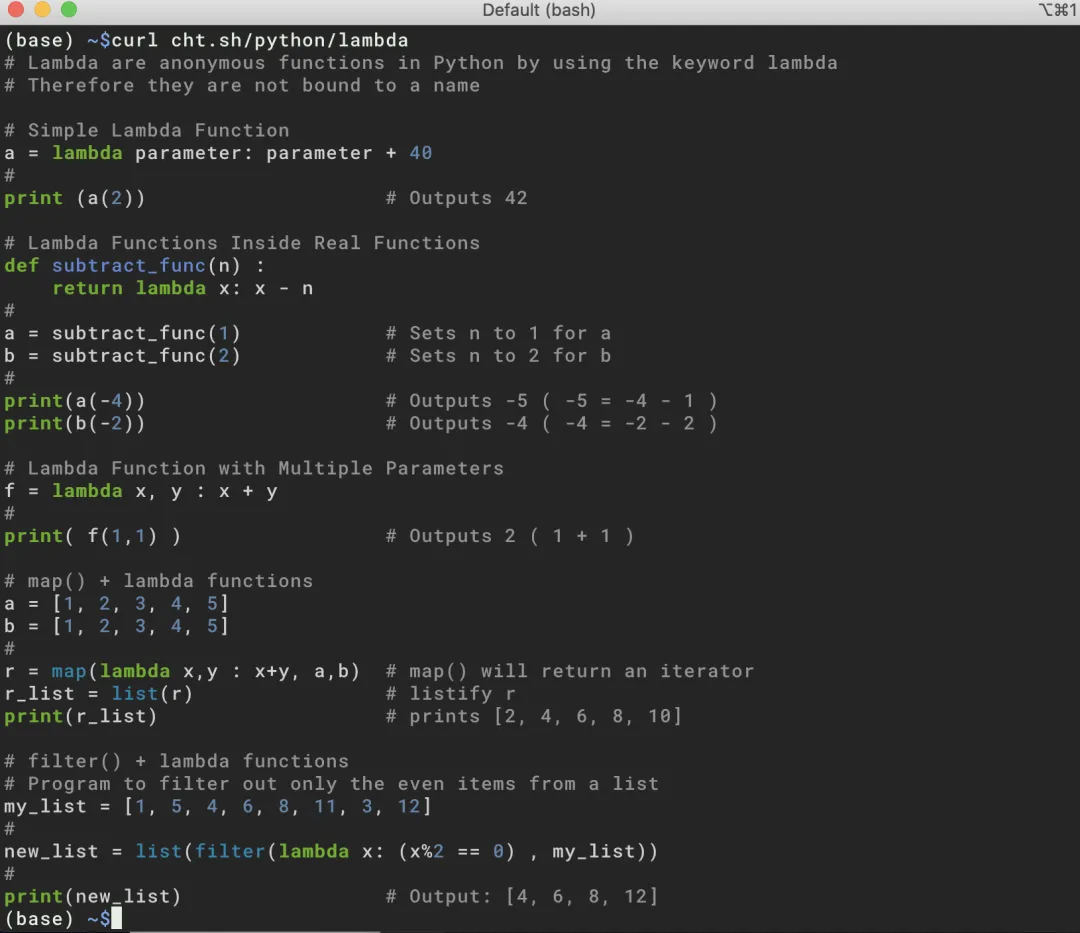 Default (bash)
⌥⌘1
(base) ~$curl cht.sh/python/lambda
# Lambda are anonymous functions in Python by using the keyword lambda
# Therefore they are not bound to a name

# Simple Lambda Function
a = lambda parameter: parameter + 40
#
print (a(2))                    # Outputs 42

# Lambda Functions Inside Real Functions
def subtract_func(n) :
    return lambda x: x - n
#
a = subtract_func(1)            # Sets n to 1 for a
b = subtract_func(2)            # Sets n to 2 for b
#
print(a(-4))                    # Outputs -5 ( -5 = -4 - 1 )
print(b(-2))                    # Outputs -4 ( -4 = -2 - 2 )

# Lambda Function with Multiple Parameters
f = lambda x, y : x + y
#
print( f(1,1) )                 # Outputs 2 ( 1 + 1 )

# map() + lambda functions
a = [1, 2, 3, 4, 5]
b = [1, 2, 3, 4, 5]
#
r = map(lambda x,y : x+y, a,b)  # map() will return an iterator
r_list = list(r)                # listify r
print(r_list)                   # prints [2, 4, 6, 8, 10]

# filter() + lambda functions
# Program to filter out only the even items from a list
my_list = [1, 5, 4, 6, 8, 11, 3, 12]
#
new_list = list(filter(lambda x: (x%2 == 0) , my_list))
#
print(new_list)                 # Output: [4, 6, 8, 12]
(base) ~$